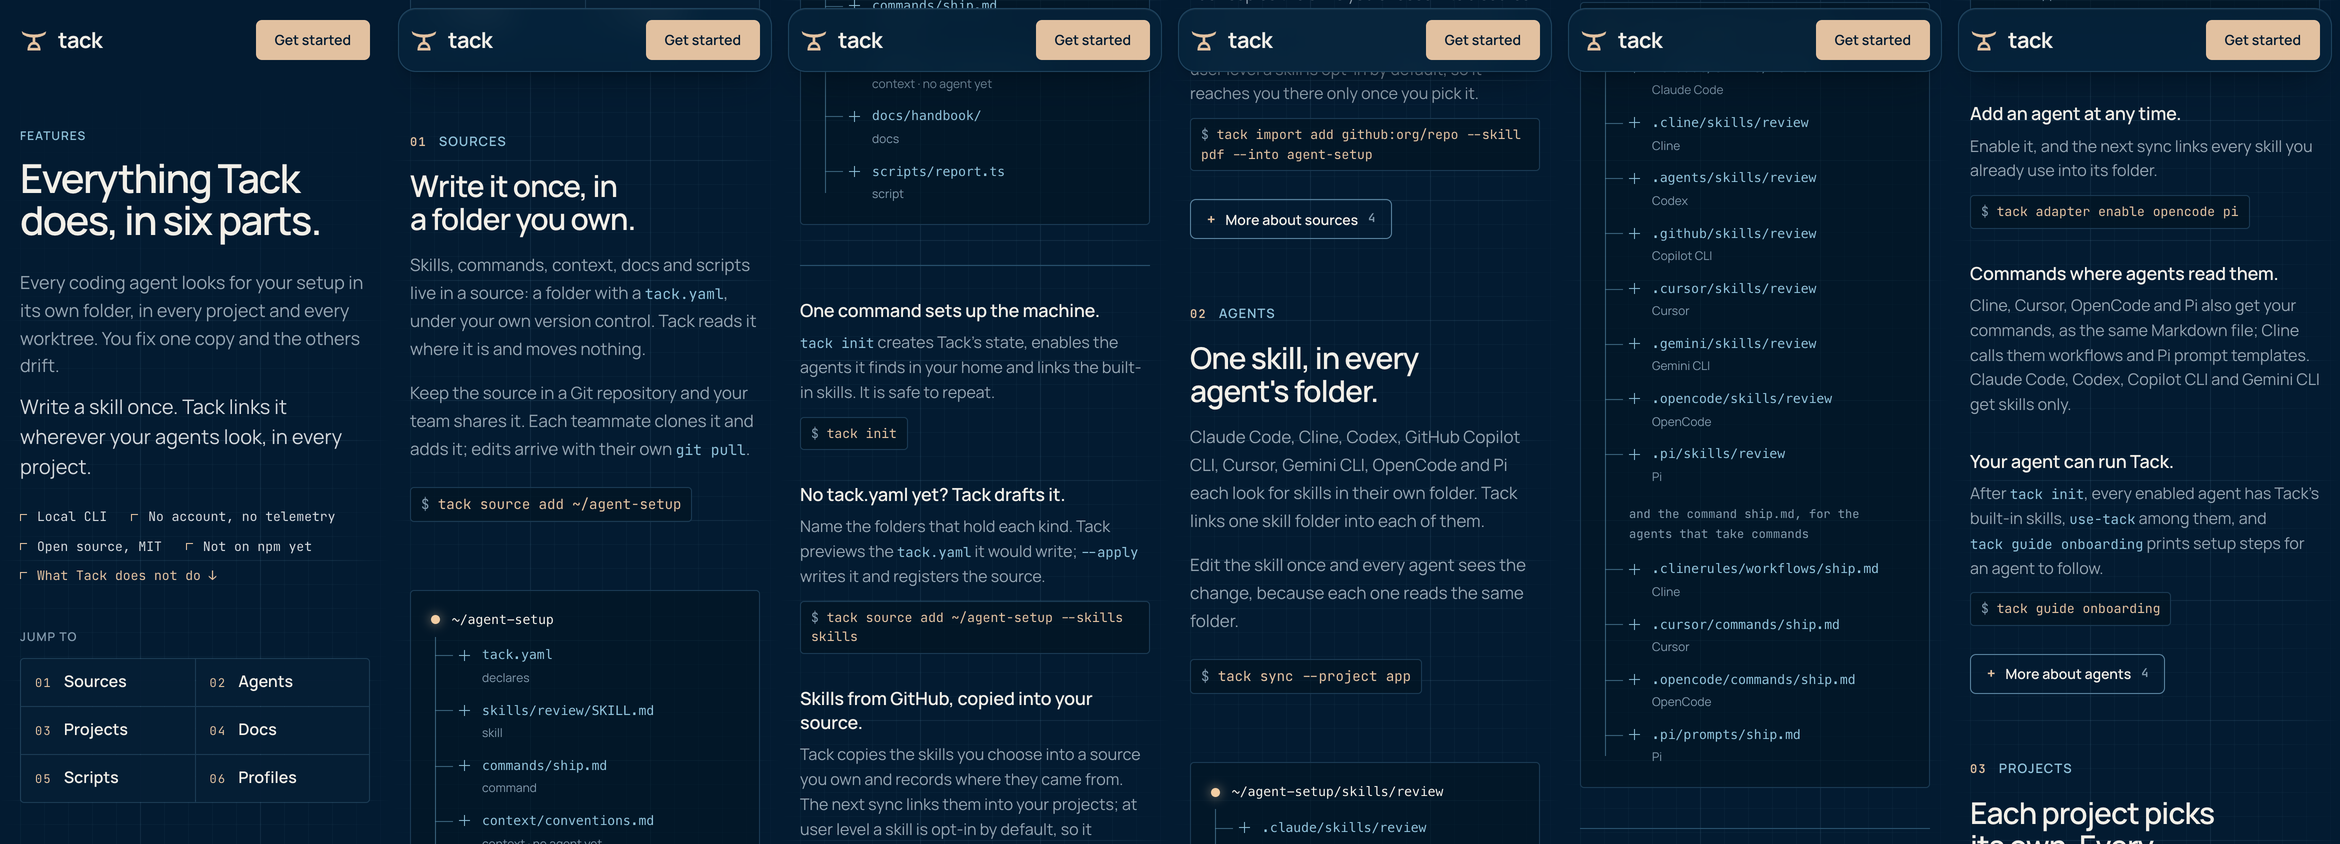 tack
Get started
FEATURES
Everything Tack
does, in six parts.
Every coding agent looks for your setup in
its own folder, in every project and every
worktree. You fix one copy and the others
drift.
Write a skill once. Tack links it
wherever your agents look, in every
project.
Local CLI
No account, no telemetry
Open source, MIT
Not on npm yet
What Tack does not do ↓
JUMP TO
01 Sources
02 Agents
03 Projects
04 Docs
05 Scripts
06 Profiles
tack
Get started
01 SOURCES
Write it once, in
a folder you own.
Skills, commands, context, docs and scripts
live in a source: a folder with a tack.yaml,
under your own version control. Tack reads it
where it is and moves nothing.
Keep the source in a Git repository and your
team shares it. Each teammate clones it and
adds it; edits arrive with their own git pull.
$ tack source add ~/agent-setup
~/agent-setup
tack.yaml
declares
skills/review/SKILL.md
skill
commands/ship.md
command
context/conventions.md
context · no agent yet
commands/ship.md
tack
Get started
context · no agent yet
docs/handbook/
docs
scripts/report.ts
script
One command sets up the machine.
tack init creates Tack's state, enables the
agents it finds in your home and links the built-
in skills. It is safe to repeat.
$ tack init
No tack.yaml yet? Tack drafts it.
Name the folders that hold each kind. Tack
previews the tack.yaml it would write; --apply
writes it and registers the source.
$ tack source add ~/agent-setup --skills
skills
Skills from GitHub, copied into your
source.
Tack copies the skills you choose into a source
you own and records where they came from.
The next sync links them into your projects; at
user level a skill is opt-in by default, so it
tack
Get started
user level a skill is opt-in by default, so it
reaches you there only once you pick it.
$ tack import add github:org/repo --skill
pdf --into agent-setup
+ More about sources 4
02 AGENTS
One skill, in every
agent's folder.
Claude Code, Cline, Codex, GitHub Copilot
CLI, Cursor, Gemini CLI, OpenCode and Pi
each look for skills in their own folder. Tack
links one skill folder into each of them.
Edit the skill once and every agent sees the
change, because each one reads the same
folder.
$ tack sync --project app
~/agent-setup/skills/review
.claude/skills/review
tack
Get started
Claude Code
.cline/skills/review
Cline
.agents/skills/review
Codex
.github/skills/review
Copilot CLI
.cursor/skills/review
Cursor
.gemini/skills/review
Gemini CLI
.opencode/skills/review
OpenCode
.pi/skills/review
Pi
and the command ship.md, for the
agents that take commands
.clinerules/workflows/ship.md
Cline
.cursor/commands/ship.md
Cursor
.opencode/commands/ship.md
OpenCode
.pi/prompts/ship.md
Pi
tack
Get started
Add an agent at any time.
Enable it, and the next sync links every skill you
already use into its folder.
$ tack adapter enable opencode pi
Commands where agents read them.
Cline, Cursor, OpenCode and Pi also get your
commands, as the same Markdown file; Cline
calls them workflows and Pi prompt templates.
Claude Code, Codex, Copilot CLI and Gemini CLI
get skills only.
Your agent can run Tack.
After tack init, every enabled agent has Tack's
built-in skills, use-tack among them, and
tack guide onboarding prints setup steps for
an agent to follow.
$ tack guide onboarding
+ More about agents 4
03 PROJECTS
Each project picks
its own. Every